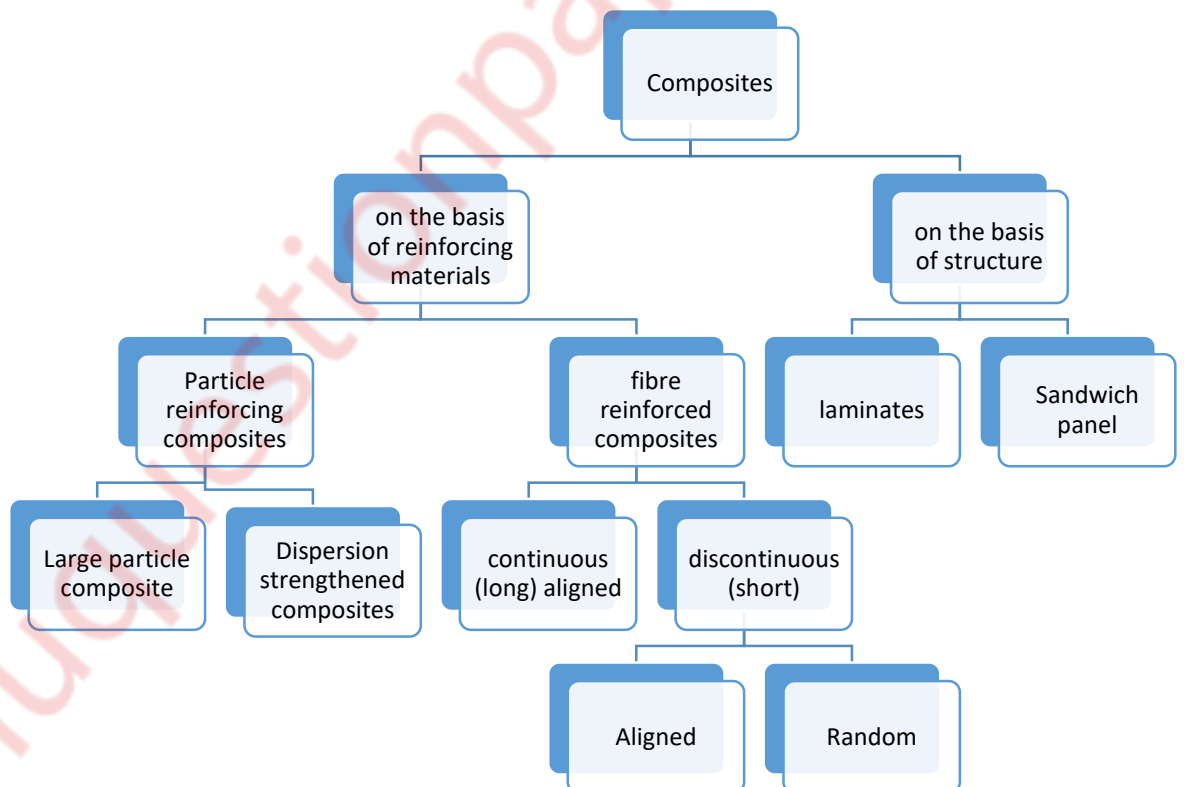 Composites
on the basis
of reinforcing
materials
on the basis
of structure
Particle
reinforcing
composites
fibre
reinforced
composites
laminates
Sandwich
panel
Large particle
composite
Dispersion
strengthened
composites
continuous
(long) aligned
discontinuous
(short)
Aligned
Random
uquestionpa